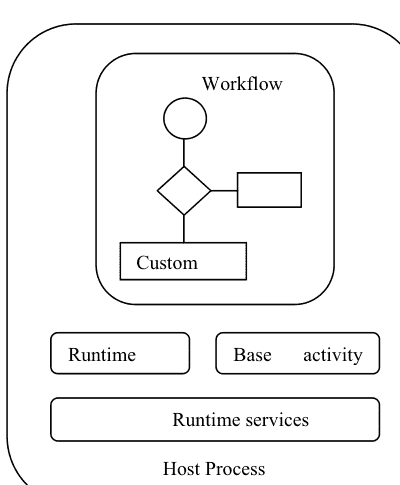 Workflow
Custom
Runtime
Base activity
Runtime services
Host Process